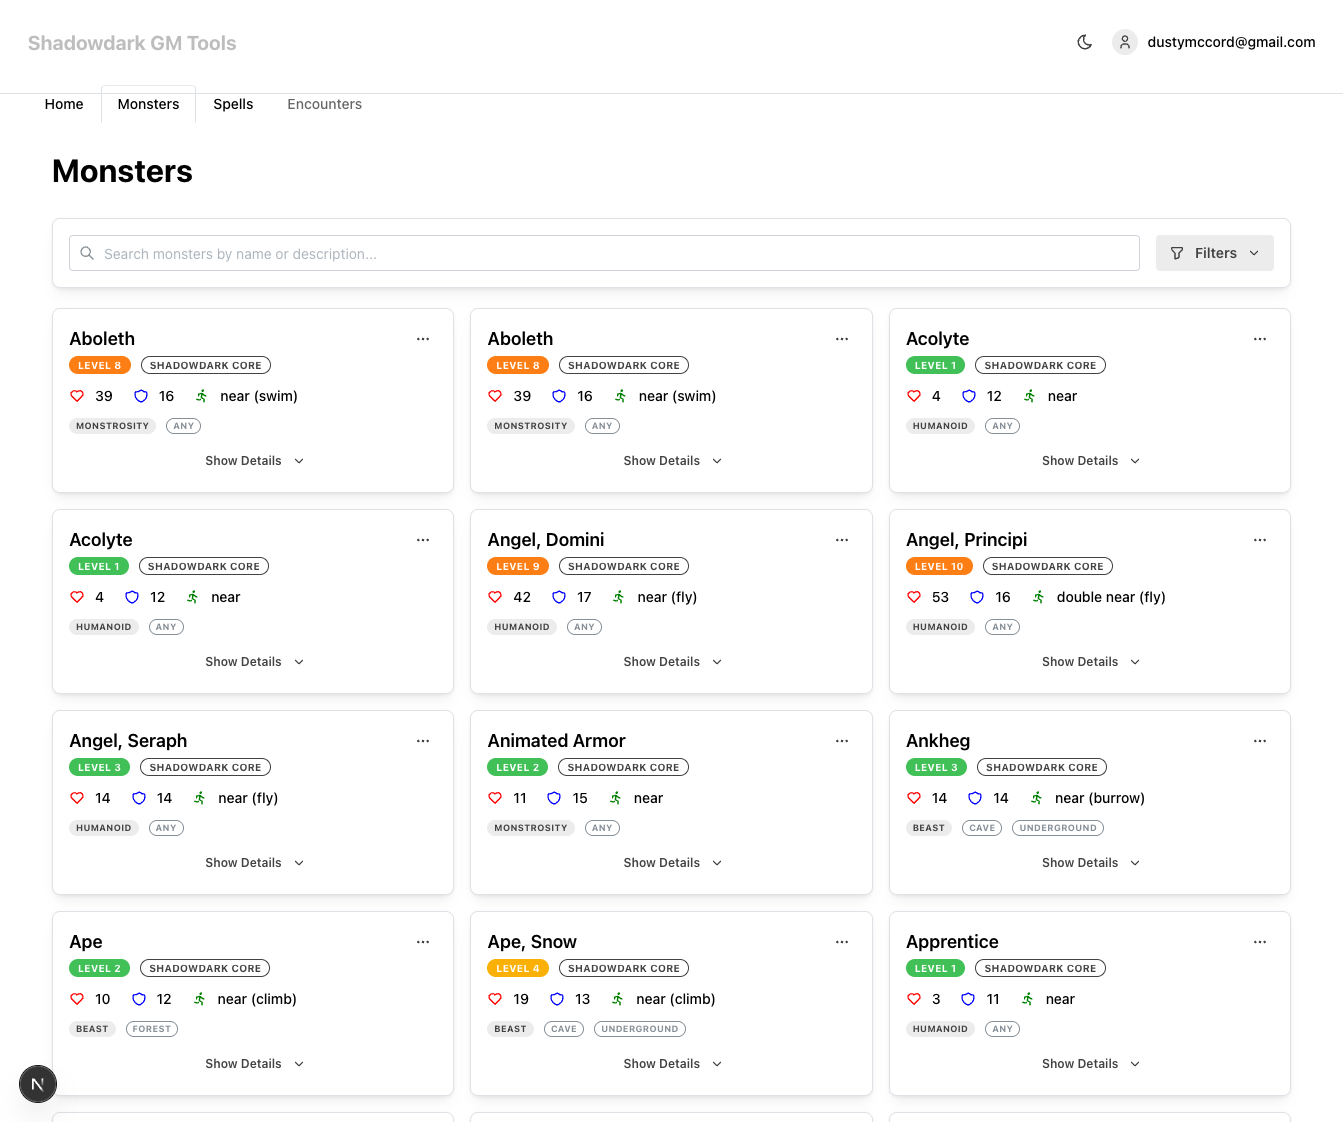 Shadowdark GM Tools
dustymccord@gmail.com
Home Monsters Spells Encounters
Monsters
Search monsters by name or description...
Filters
Aboleth
LEVEL 8 SHADOWDARK CORE
39 16 near (swim)
MONSTROSITY ANY
Show Details
Aboleth
LEVEL 8 SHADOWDARK CORE
39 16 near (swim)
MONSTROSITY ANY
Show Details
Acolyte
LEVEL 1 SHADOWDARK CORE
4 12 near
HUMANOID ANY
Show Details
Acolyte
LEVEL 1 SHADOWDARK CORE
4 12 near
HUMANOID ANY
Show Details
Angel, Domini
LEVEL 9 SHADOWDARK CORE
42 17 near (fly)
HUMANOID ANY
Show Details
Angel, Principi
LEVEL 10 SHADOWDARK CORE
53 16 double near (fly)
HUMANOID ANY
Show Details
Angel, Seraph
LEVEL 3 SHADOWDARK CORE
14 14 near (fly)
HUMANOID ANY
Show Details
Animated Armor
LEVEL 2 SHADOWDARK CORE
11 15 near
MONSTROSITY ANY
Show Details
Ankheg
LEVEL 3 SHADOWDARK CORE
14 14 near (burrow)
BEAST CAVE UNDERGROUND
Show Details
Ape
LEVEL 2 SHADOWDARK CORE
10 12 near (climb)
BEAST FOREST
Show Details
Ape, Snow
LEVEL 4 SHADOWDARK CORE
19 13 near (climb)
BEAST CAVE UNDERGROUND
Show Details
Apprentice
LEVEL 1 SHADOWDARK CORE
3 11 near
HUMANOID ANY
Show Details
N